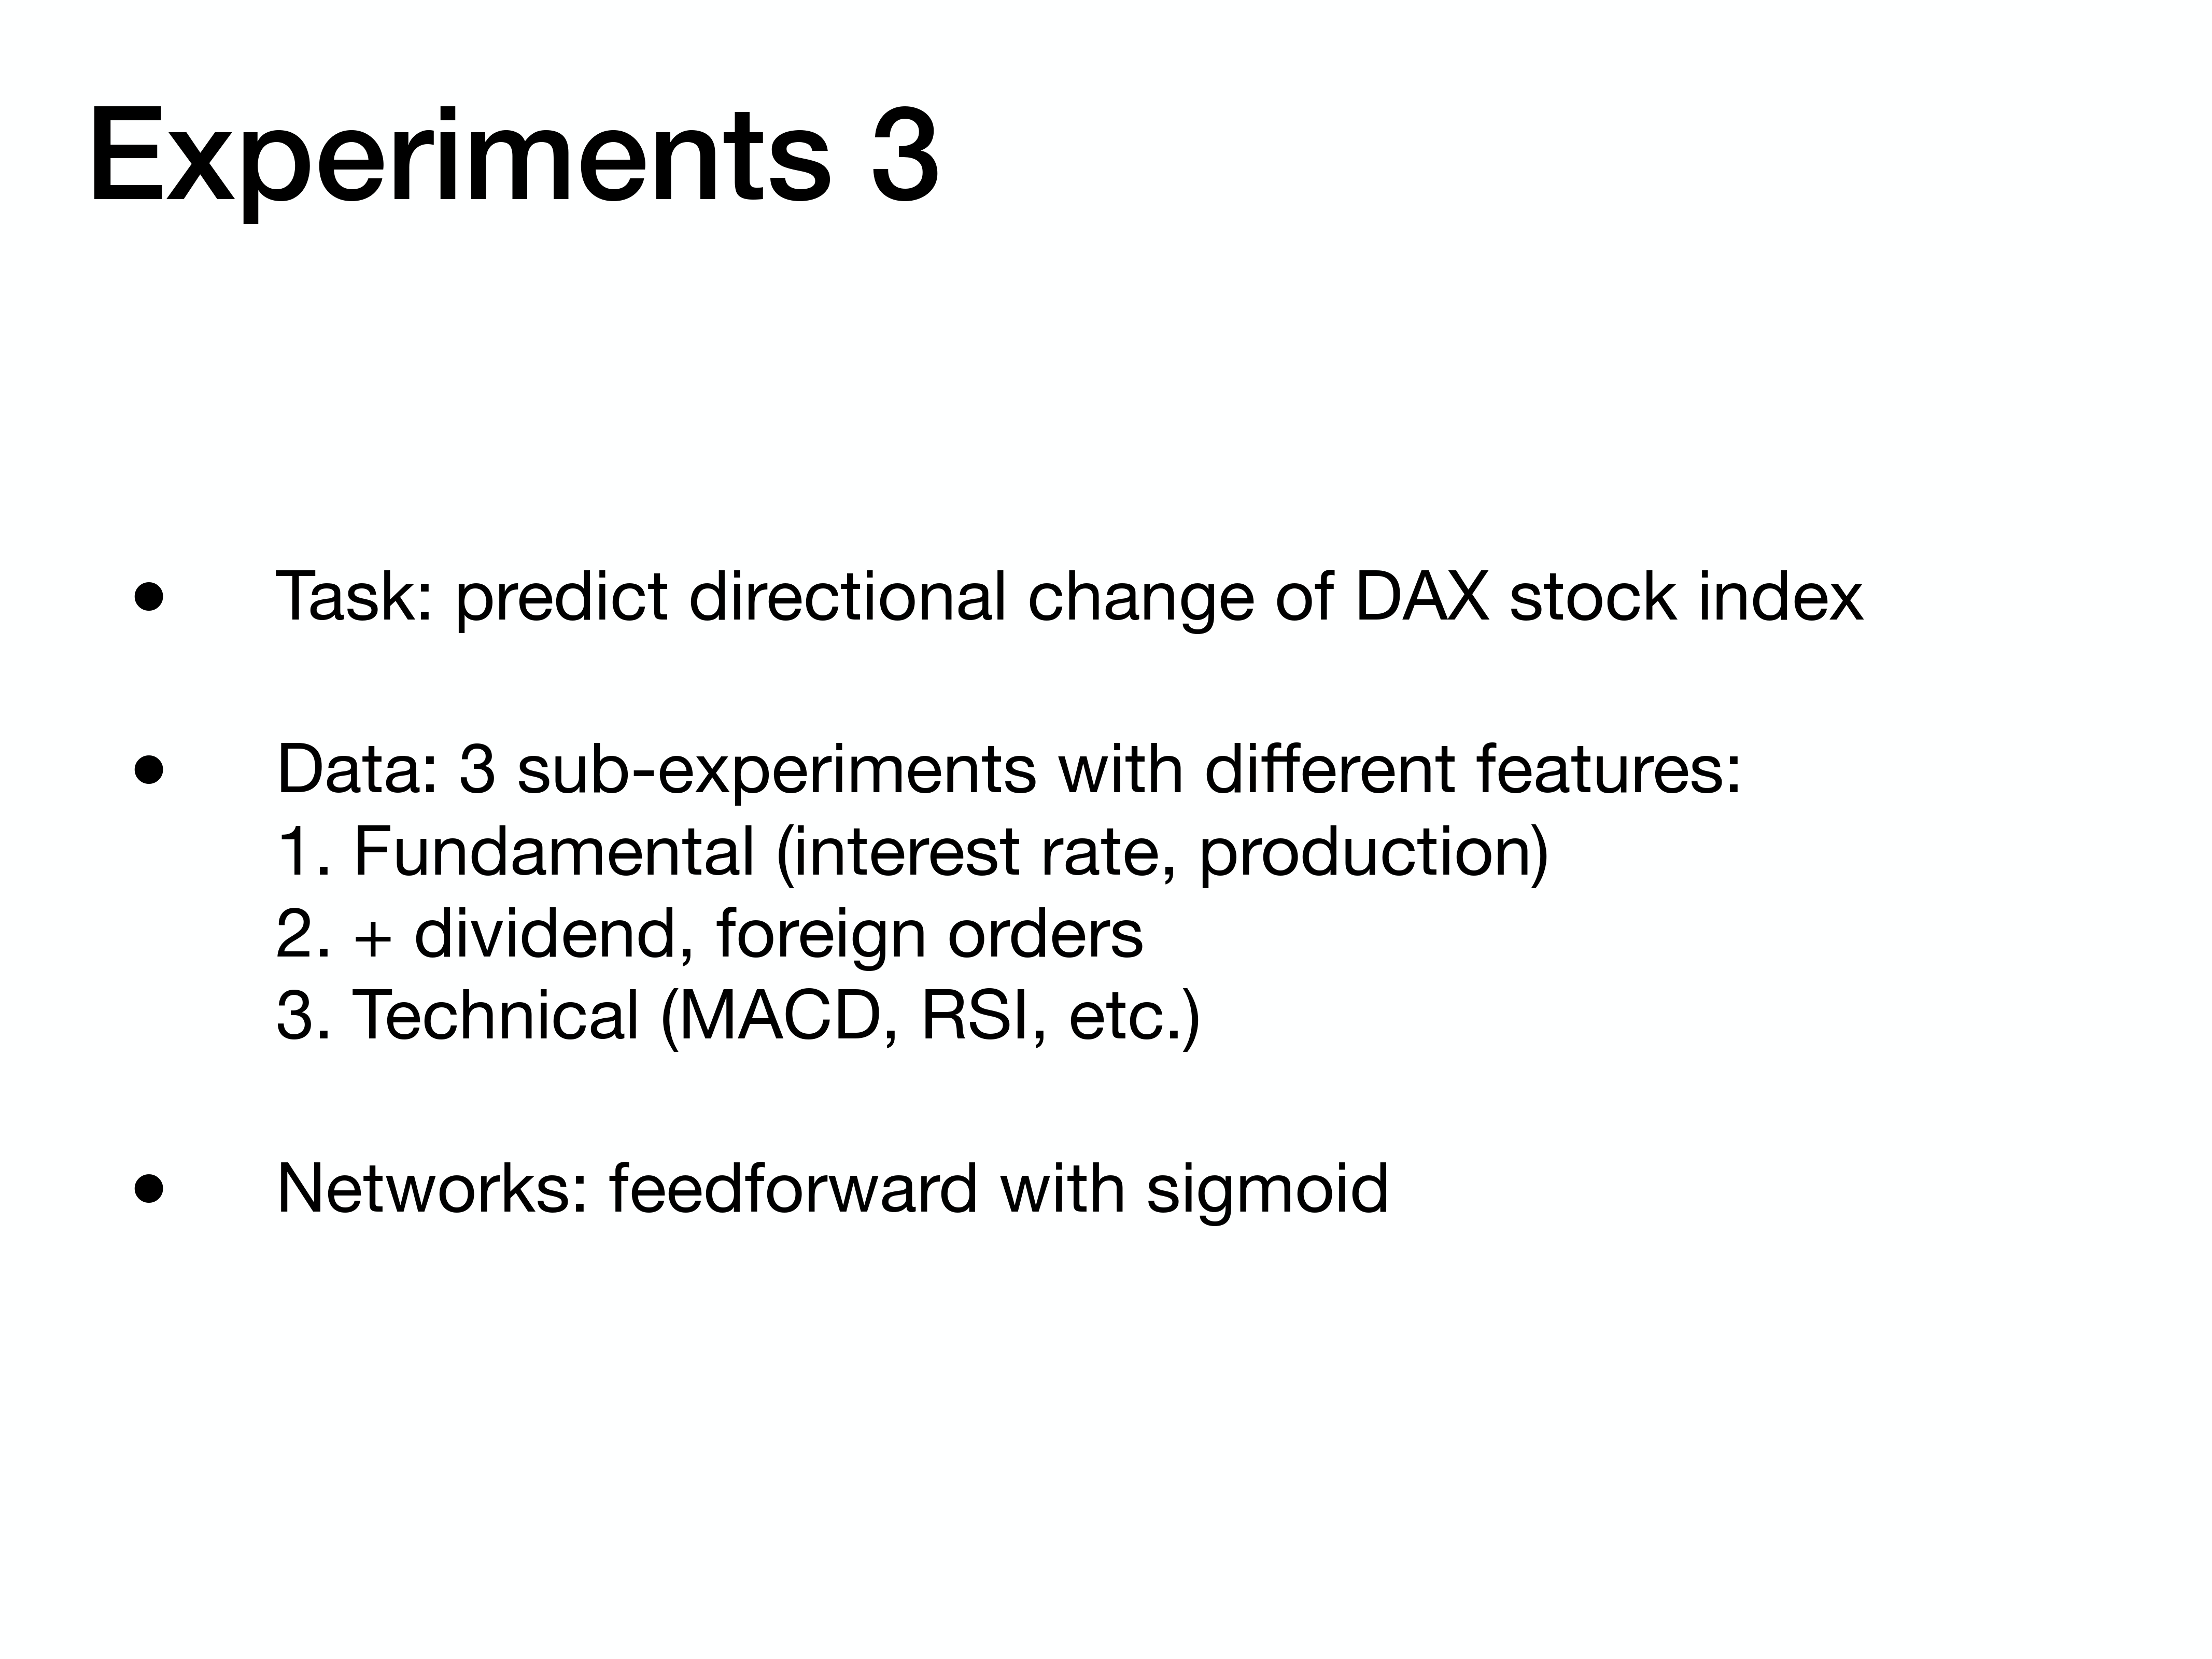 Experiments 3
• Task: predict directional change of DAX stock index
• Data: 3 sub-experiments with different features:
1. Fundamental (interest rate, production)
2. + dividend, foreign orders
3. Technical (MACD, RSI, etc.)
• Networks: feedforward with sigmoid